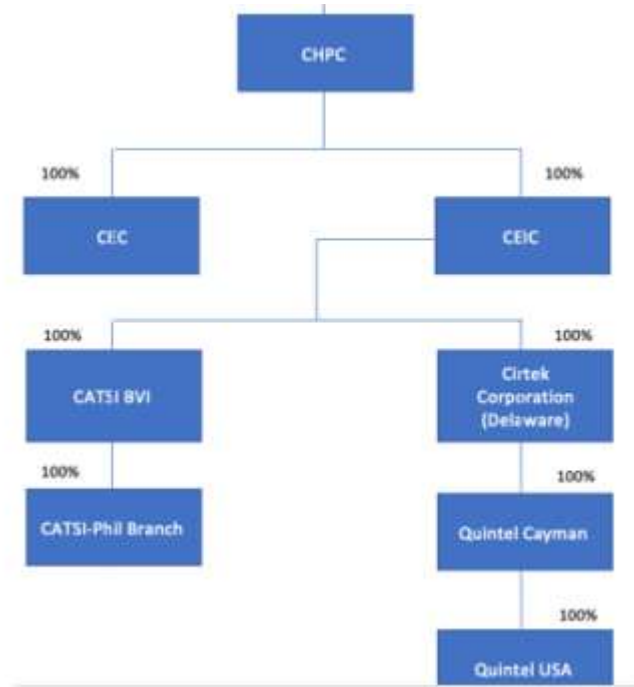 CHPC
100%
100%
CEC
CEIC
100%
100%
CATSI BVI
Cirtek
Corporation
(Delaware)
100%
100%
CATSI-Phil Branch
Quintel Cayman
100%
Quintel USA